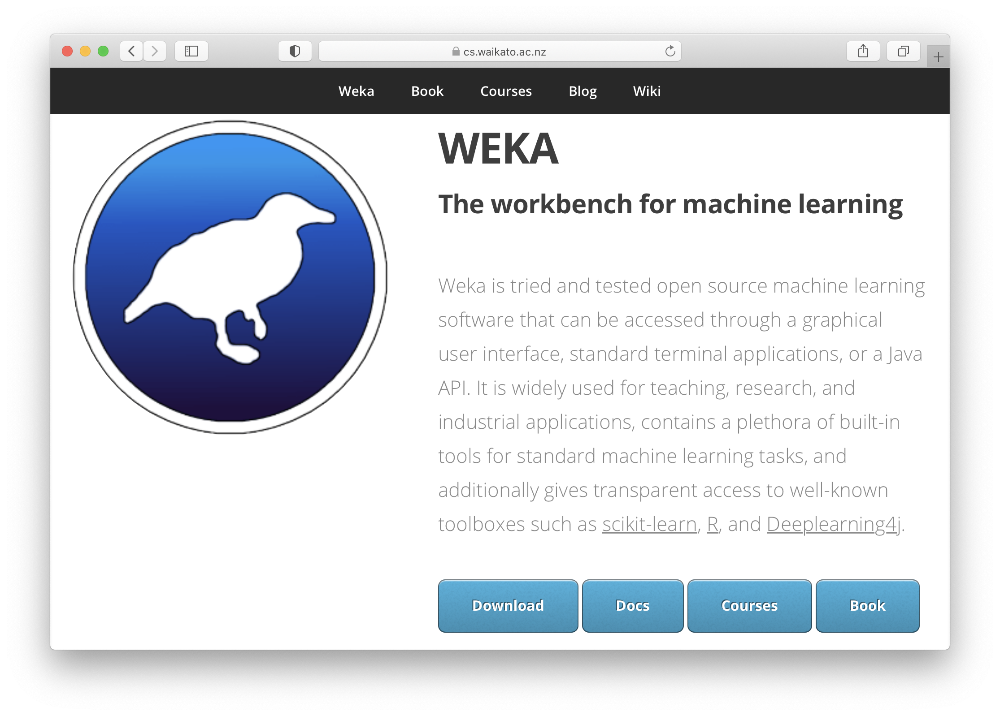 cs.waikato.ac.nz
Weka Book Courses Blog Wiki
WEKA
The workbench for machine learning
Weka is tried and tested open source machine learning
software that can be accessed through a graphical
user interface, standard terminal applications, or a Java
API. It is widely used for teaching, research, and
industrial applications, contains a plethora of built-in
tools for standard machine learning tasks, and
additionally gives transparent access to well-known
toolboxes such as scikit-learn, R, and Deeplearning4j.
Download Docs Courses Book